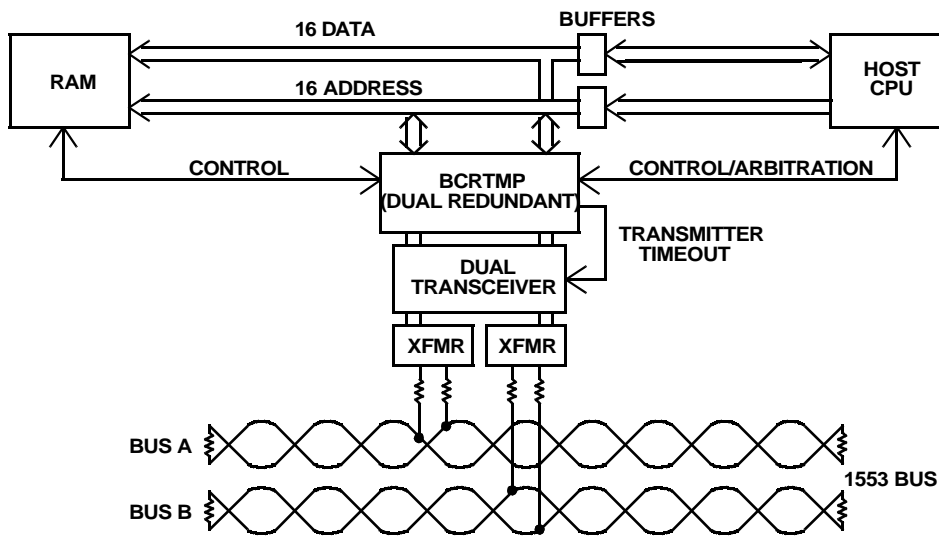 16 DATA
BUFFERS
RAM
HOST
CPU
16 ADDRESS
CONTROL
BCRTMP
(DUAL REDUNDANT)
CONTROL/ARBITRATION
TRANSMITTER
TIMEOUT
DUAL
TRANSCEIVER
XFMR
XFMR
BUS A
1553 BUS
BUS B